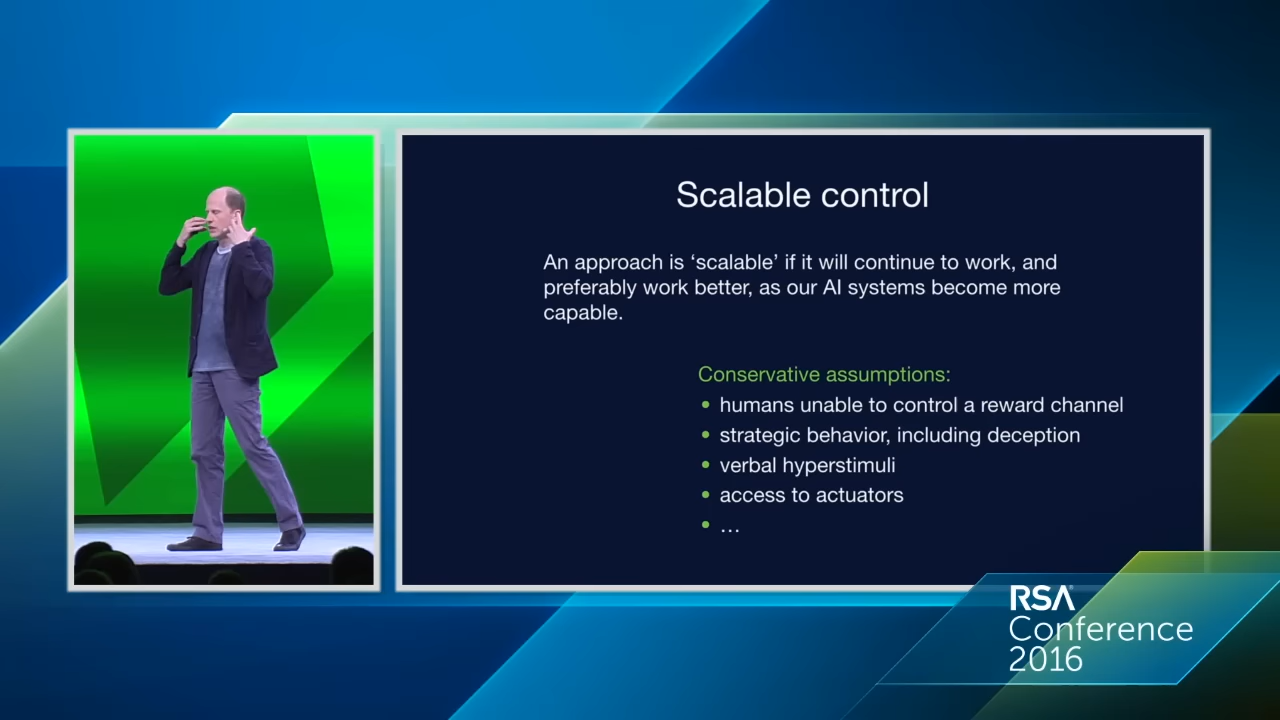 Scalable control
An approach is ‘scalable’ if it will continue to work, and
preferably work better, as our AI systems become more
capable.
Conservative assumptions:
• humans unable to control a reward channel
• strategic behavior, including deception
• verbal hyperstimuli
• access to actuators
• …
RSA
Conference
2016